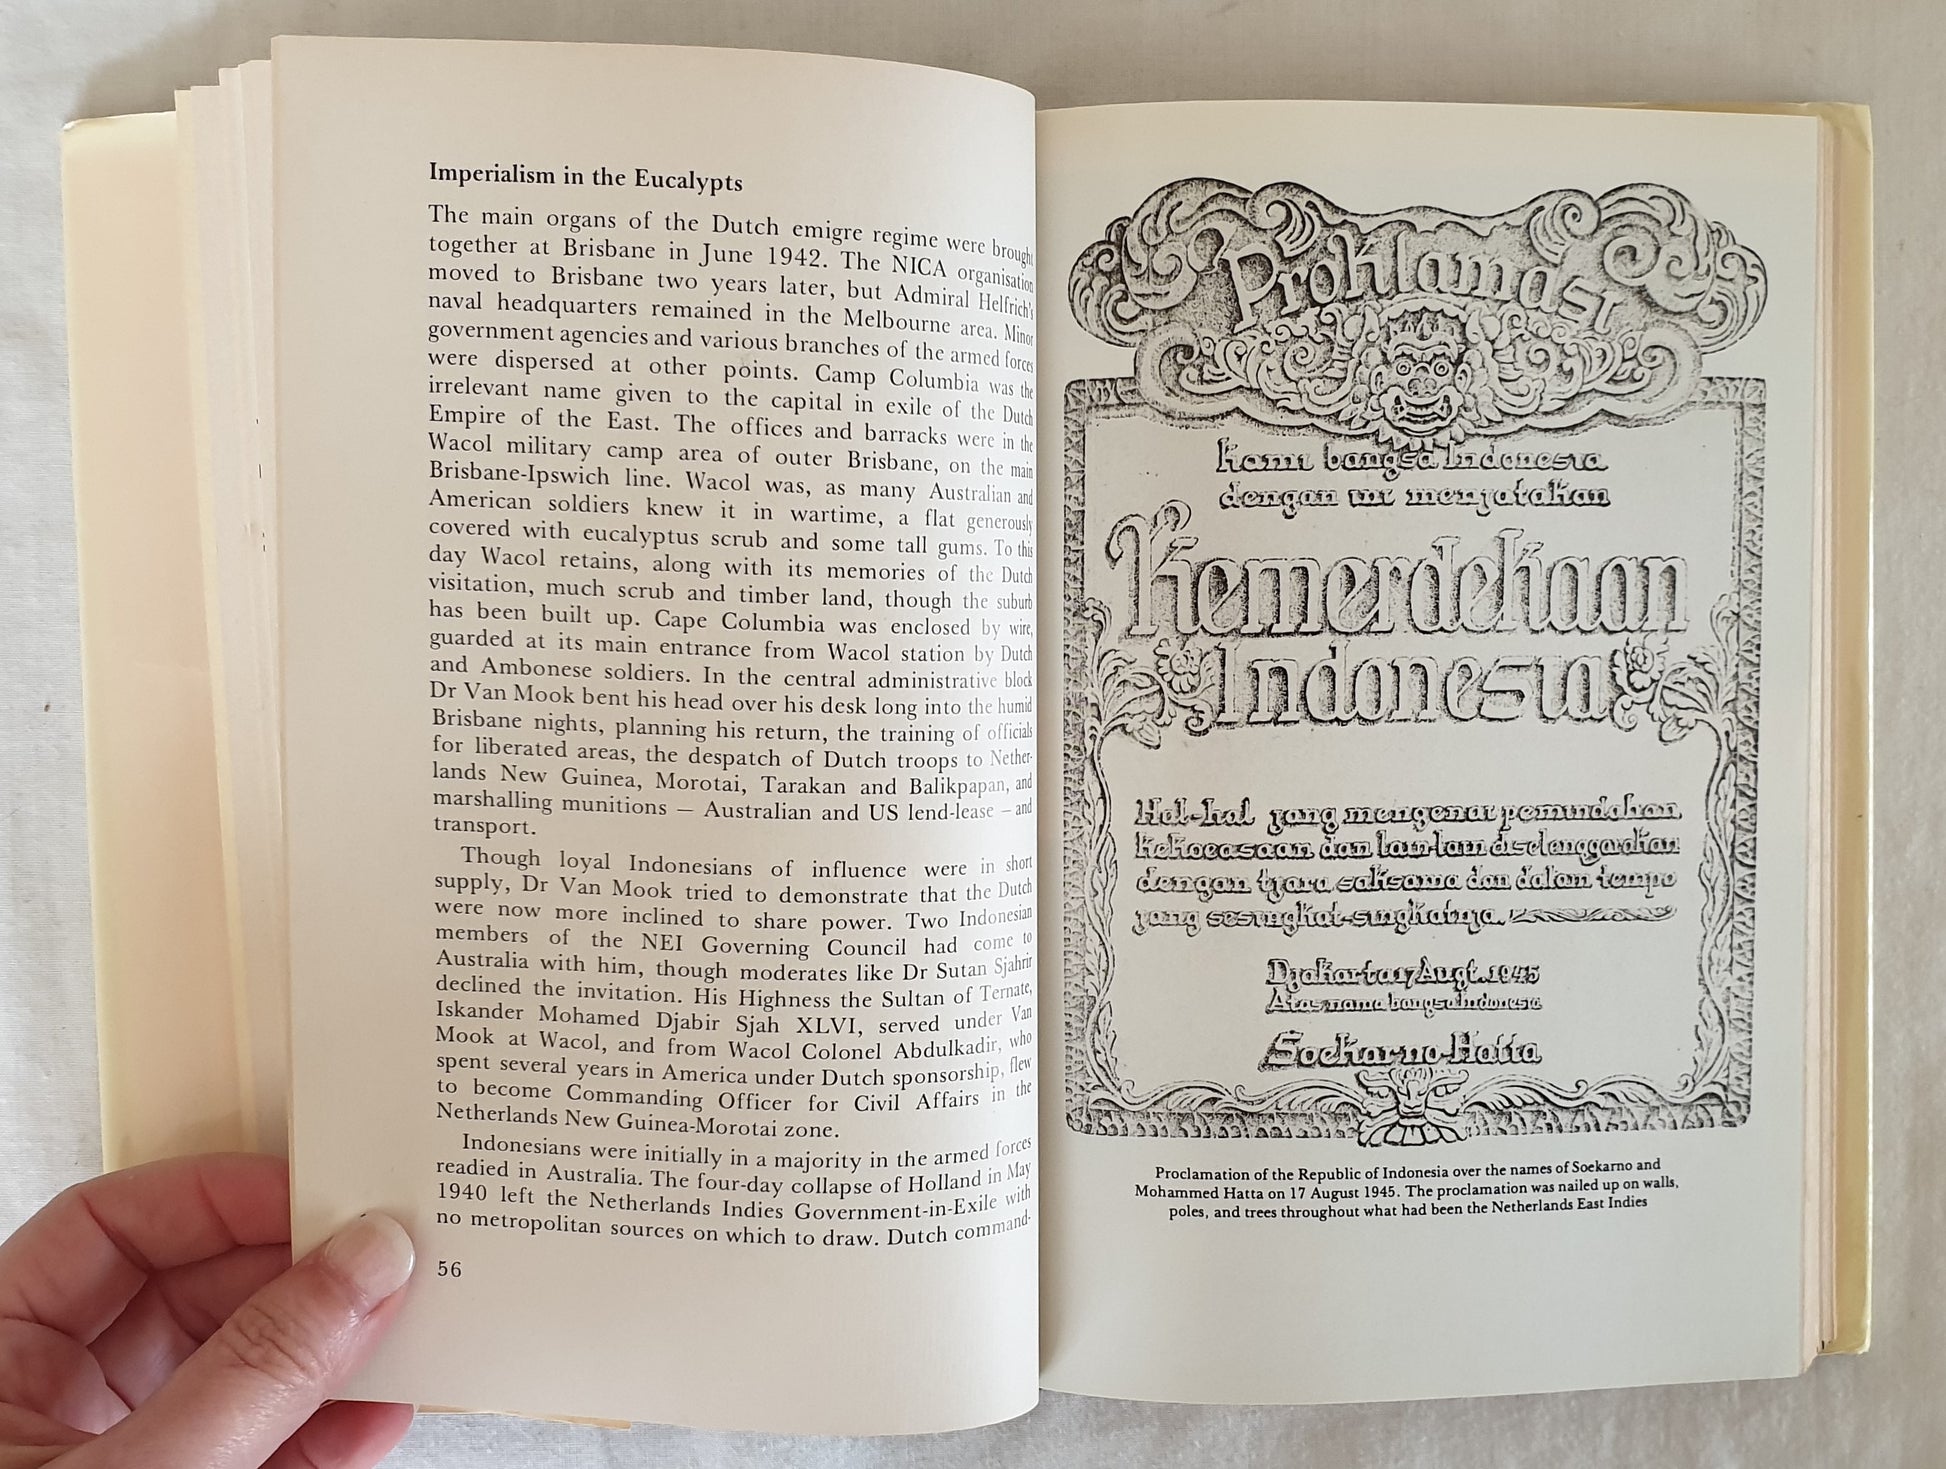 Imperialism in the Eucalypts
The main organs of the Dutch emigre regime were brought
together at Brisbane in June 1942. The NICA organisation
moved to Brisbane two years later, but Admiral Helfrich's
naval headquarters remained in the Melbourne area. Minor
government agencies and various branches of the armed forces
were dispersed at other points. Camp Columbia was the
irrelevant name given to the capital in exile of the Dutch
Empire of the East. The offices and barracks were in the
Wacol military camp area of outer Brisbane, on the main
Brisbane-Ipswich line. Wacol was, as many Australian and
American soldiers knew it in wartime, a flat generously
covered with eucalyptus scrub and some tall gums. To this
day Wacol retains, along with its memories of the Dutch
visitation, much scrub and timber land, though the suburb
has been built up. Cape Columbia was enclosed by wire,
guarded at its main entrance from Wacol station by Dutch
and Ambonese soldiers. In the central administrative block
Dr Van Mook bent his head over his desk long into the humid
Brisbane nights, planning his return, the training of officials
for liberated areas, the despatch of Dutch troops to Nether-
lands New Guinea, Morotai, Tarakan and Balikpapan, and
marshalling munitions — Australian and US lend-lease — and
transport.
Though loyal Indonesians of influence were in short
supply, Dr Van Mook tried to demonstrate that the Dutch
were now more inclined to share power. Two Indonesian
members of the NEI Governing Council had come to
Australia with him, though moderates like Dr Sutan Sjahrir
declined the invitation. His Highness the Sultan of Ternate,
Iskander Mohamed Djabir Sjah XLVI, served under Van
Mook at Wacol, and from Wacol Colonel Abdulkadir, who
spent several years in America under Dutch sponsorship, flew
to become Commanding Officer for Civil Affairs in the
Netherlands New Guinea-Morotai zone.
Indonesians were initially in a majority in the armed forces
readied in Australia. The four-day collapse of Holland in May
1940 left the Netherlands Indies Government-in-Exile with
no metropolitan sources on which to draw. Dutch command-
56
Proklamasi
Kami bangsa Indonesia
dengan ini menjatakan
Kemerdekaan
Indonesia
Hal-hal yang mengenai pemindahan
kekoeasaan dan lain-lain diselenggarakan
dengan tjara saksama dan dalam tempo
yang sesingkat-singkatnja.
Djakarta 17 Augt. 1945
Atas nama bangsa Indonesia
Soekarno-Hatta
Proclamation of the Republic of Indonesia over the names of Soekarno and
Mohammed Hatta on 17 August 1945. The proclamation was nailed up on walls,
poles, and trees throughout what had been the Netherlands East Indies